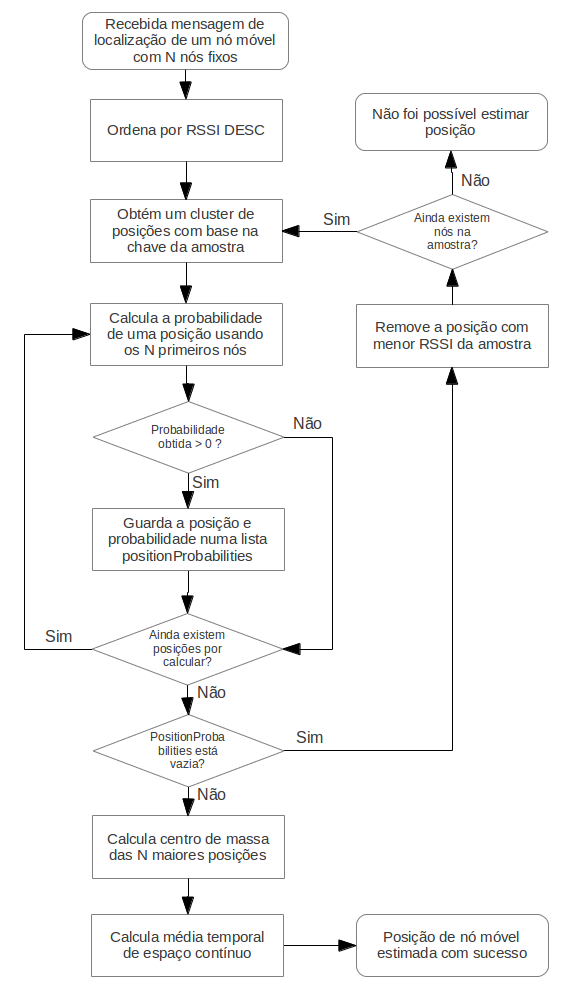 Recebida mensagem de
localização de um nó móvel
com N nós fixos
Ordena por RSSI DESC
Não foi possível estimar
posição
Não
Obtém um cluster de
posições com base na
chave da amostra
Sim
Ainda existem
nós na
amostra?
Calcula a probabilidade
de uma posição usando
os N primeiros nós
Remove a posição com
menor RSSI da amostra
Probabilidade
obtida > 0 ?
Não
Sim
Guarda a posição e
probabilidade numa lista
positionProbabilities
Sim
Ainda existem
posições por
calcular?
Não
PositionProba
bilities está
vazia?
Sim
Não
Calcula centro de massa
das N maiores posições
Calcula média temporal
de espaço contínuo
Posição de nó móvel
estimada com sucesso